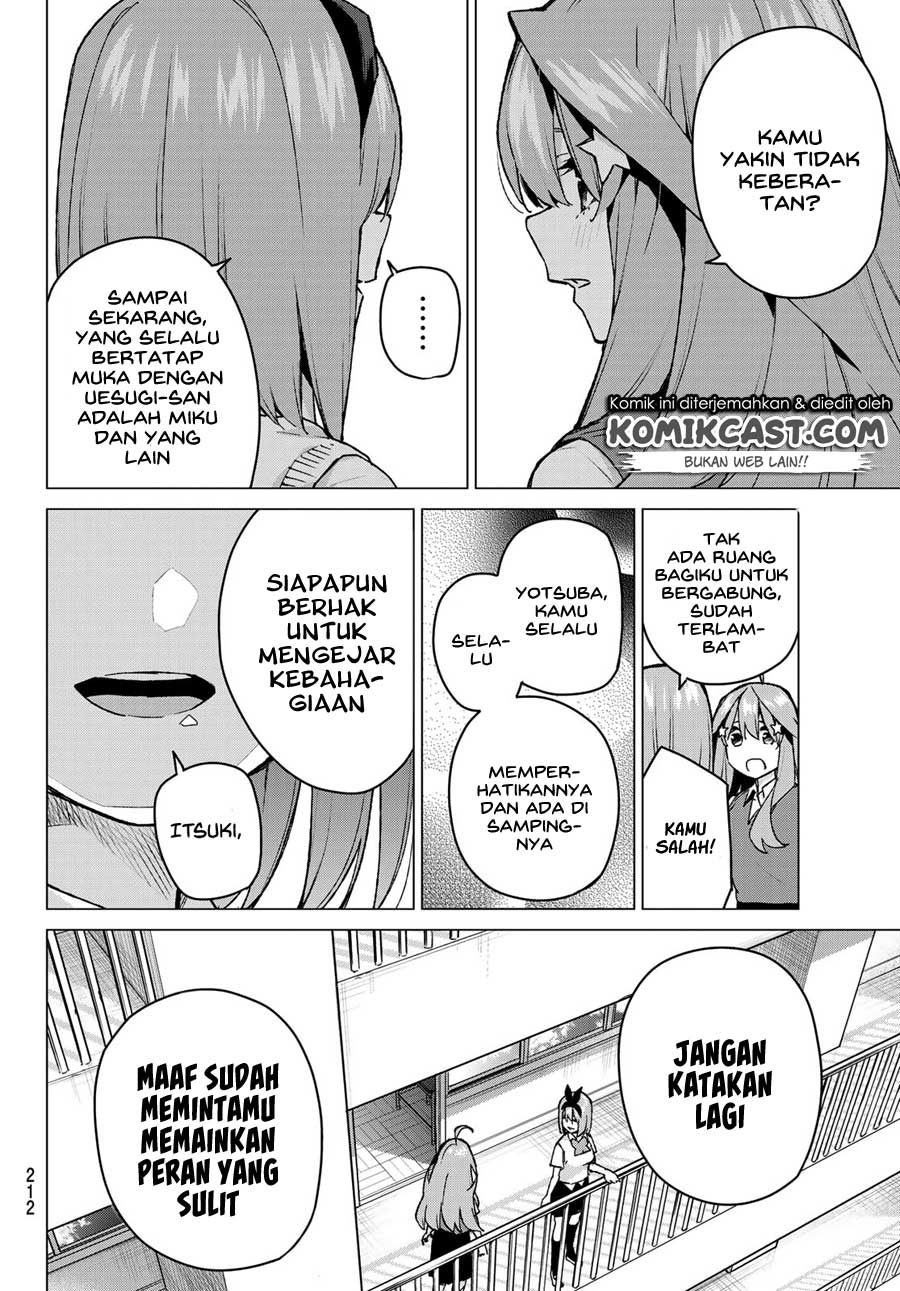 KAMU
YAKIN TIDAK
KEBERA-
TAN?
. . . .
SAMPAI
SEKARANG,
YANG SELALU
BERTATAP
MUKA DENGAN
UESUGI-SAN
ADALAH MIKU
DAN YANG
LAIN
Komik ini diterjemahkan & diedit oleh
KOMIKCAST.COM
BUKAN WEB LAIN!!
TAK
ADA RUANG
BAGIKU UNTUK
BERGABUNG,
SUDAH
TERLAM-
BAT
KAMU
SALAH!
YOTSUBA,
KAMU
SELALU
SELA-
LU
MEMPER-
HATIKANNYA
DAN ADA DI
SAMPING-
NYA
SIAPAPUN
BERHAK
UNTUK
MENGEJAR
KEBAHA-
GIAAN
ITSUKI,
JANGAN
KATAKAN
LAGI
MAAF SUDAH
MEMINTAMU
MEMAINKAN
PERAN YANG
SULIT
212